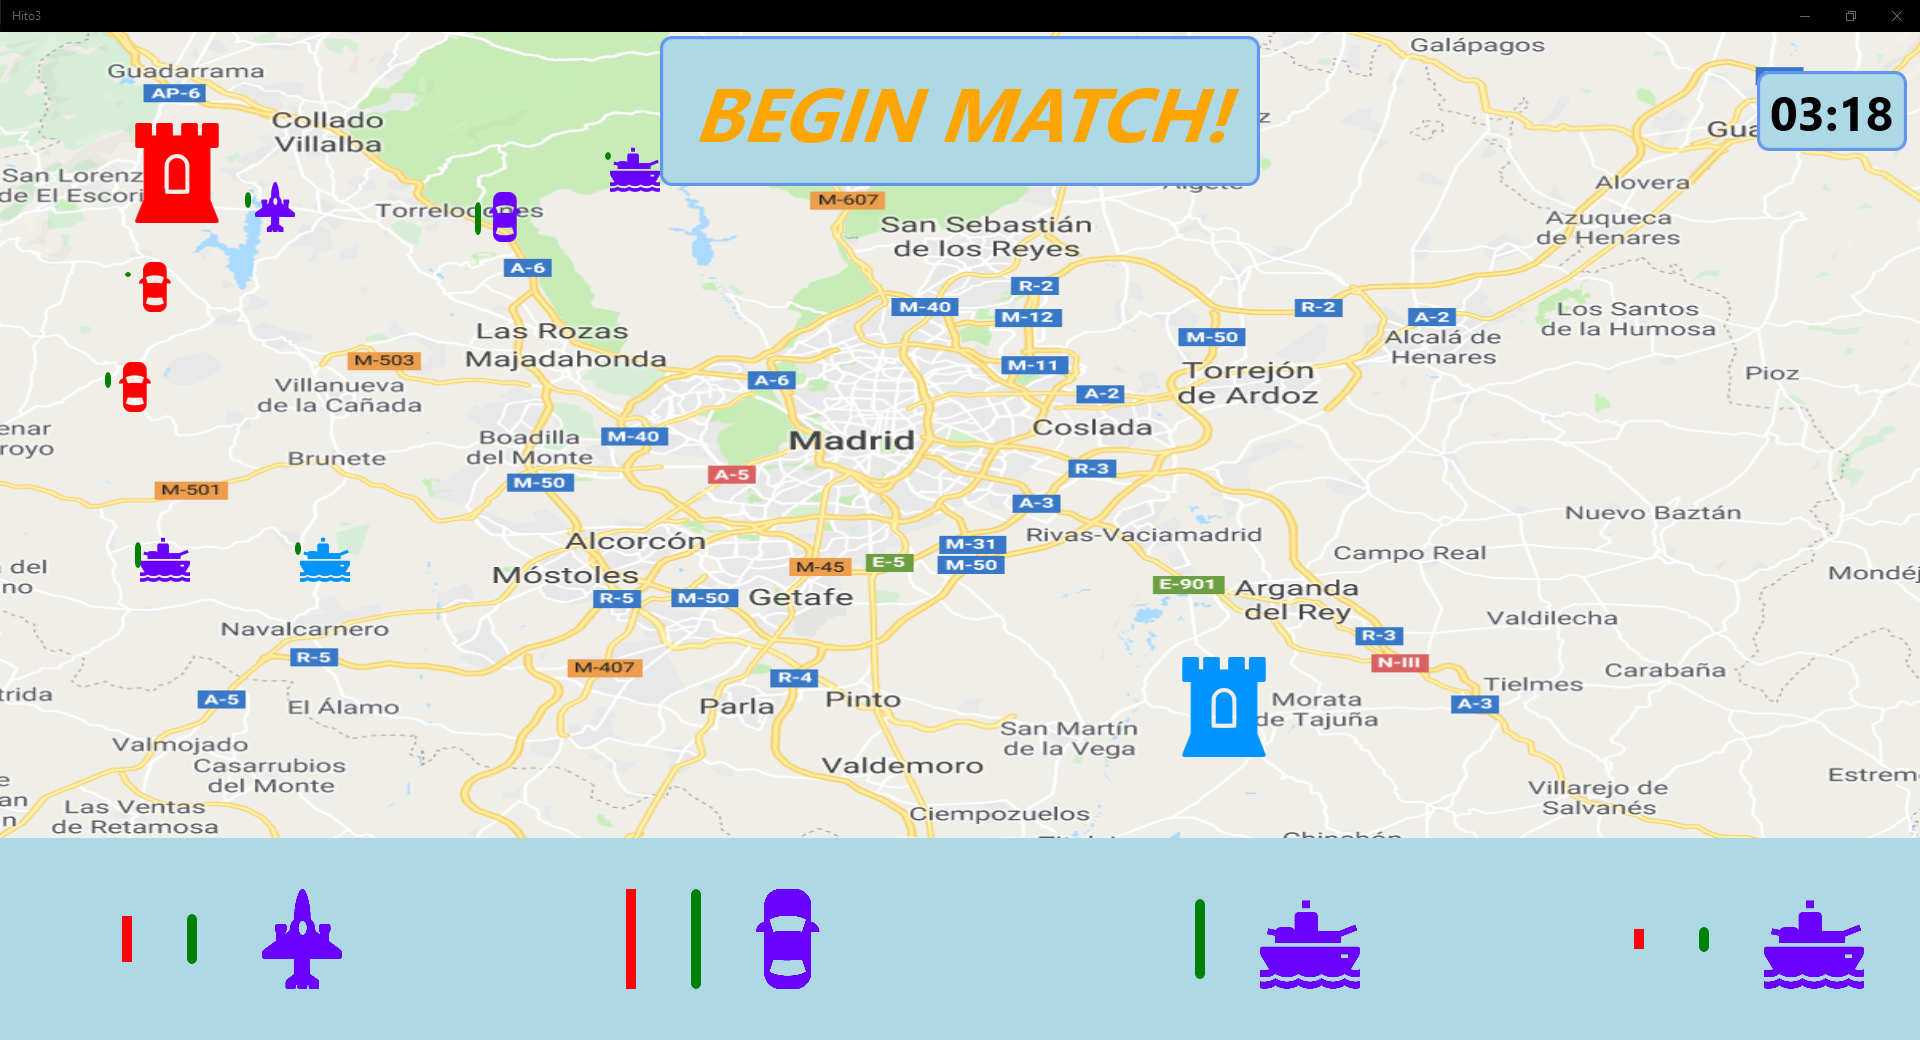 Hito3
BEGIN MATCH!
03:18
Galápagos
Guadarrama
AP-6
Collado
Villalba
San Lorenz
de El Escori
Torrelodones
M-607
San Sebastián
de los Reyes
Alovera
Azuqueca
de Henares
A-6
R-2
M-40
M-12
R-2
A-2
M-50
Los Santos
de la Humosa
Alcalá de
Henares
Las Rozas
Majadahonda
M-503
M-11
A-6
A-2
Torrejón
de Ardoz
Pioz
Villanueva
de la Cañada
enar
royo
Boadilla
del Monte
M-40
Madrid
Coslada
Brunete
M-50
A-5
R-3
M-501
A-3
Nuevo Baztán
Alcorcón
Rivas-Vaciamadrid
M-31
M-50
Campo Real
del
no
Móstoles
M-45
E-5
Mondéj
R-5
M-50
Getafe
E-901
Arganda
del Rey
Valdilecha
Navalcarnero
R-5
R-3
N-III
M-407
R-4
Carabaña
trida
A-5
El Álamo
Parla
Pinto
Tielmes
A-3
Morata
de Tajuña
San Martín
de la Vega
Valmojado
Casarrubios
del Monte
Valdemoro
Estrem
Villarejo de
Salvanés
an
n
Las Ventas
de Retamosa
Ciempozuelos